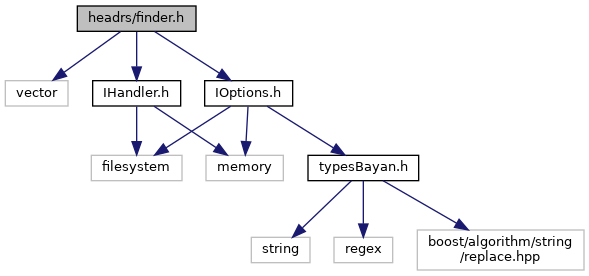 headrs/finder.h
vector
IHandler.h
IOptions.h
filesystem
memory
typesBayan.h
string
regex
boost/algorithm/string
/replace.hpp